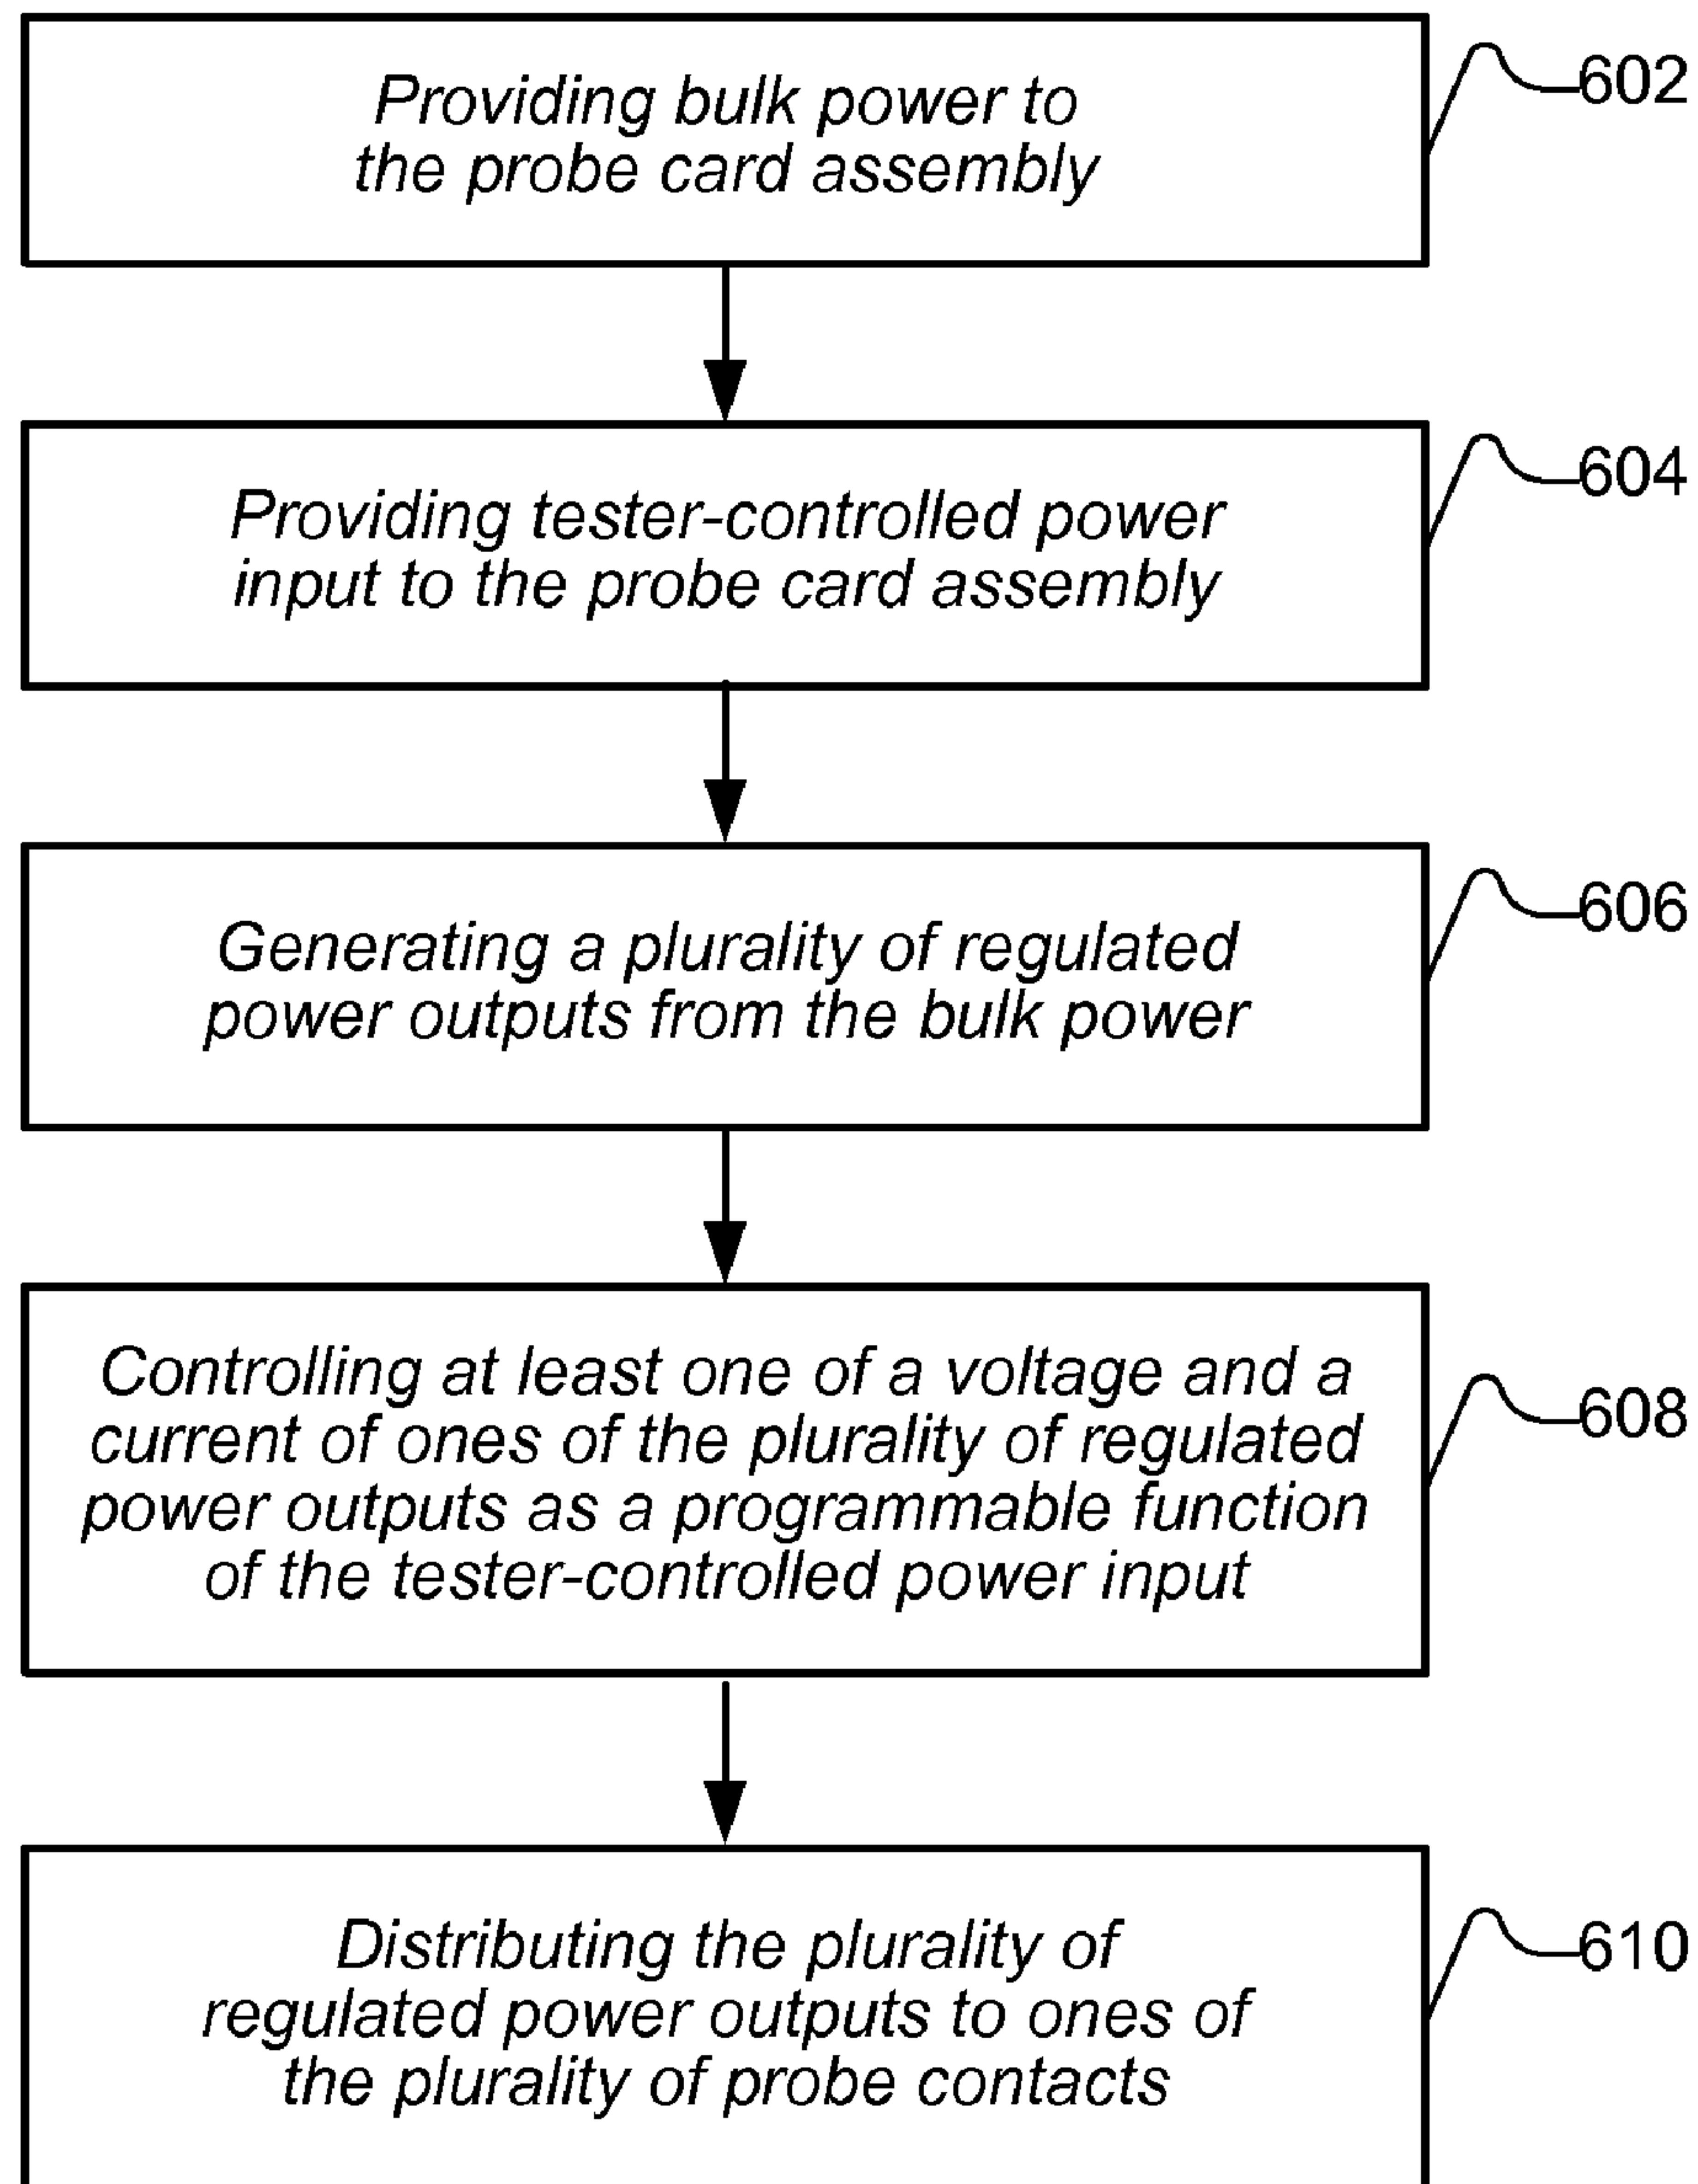 Providing bulk power to
the probe card assembly
602
Providing tester-controlled power
input to the probe card assembly
604
Generating a plurality of regulated
power outputs from the bulk power
606
Controlling at least one of a voltage and a
current of ones of the plurality of regulated
power outputs as a programmable function
of the tester-controlled power input
608
Distributing the plurality of
regulated power outputs to ones of
the plurality of probe contacts
610